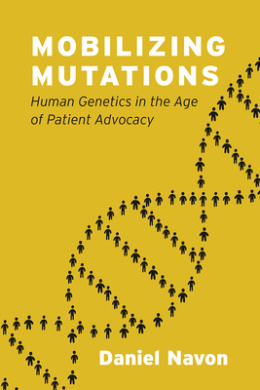 MOBILIZING
MUTATIONS
Human Genetics in the Age
of Patient Advocacy
Daniel Navon